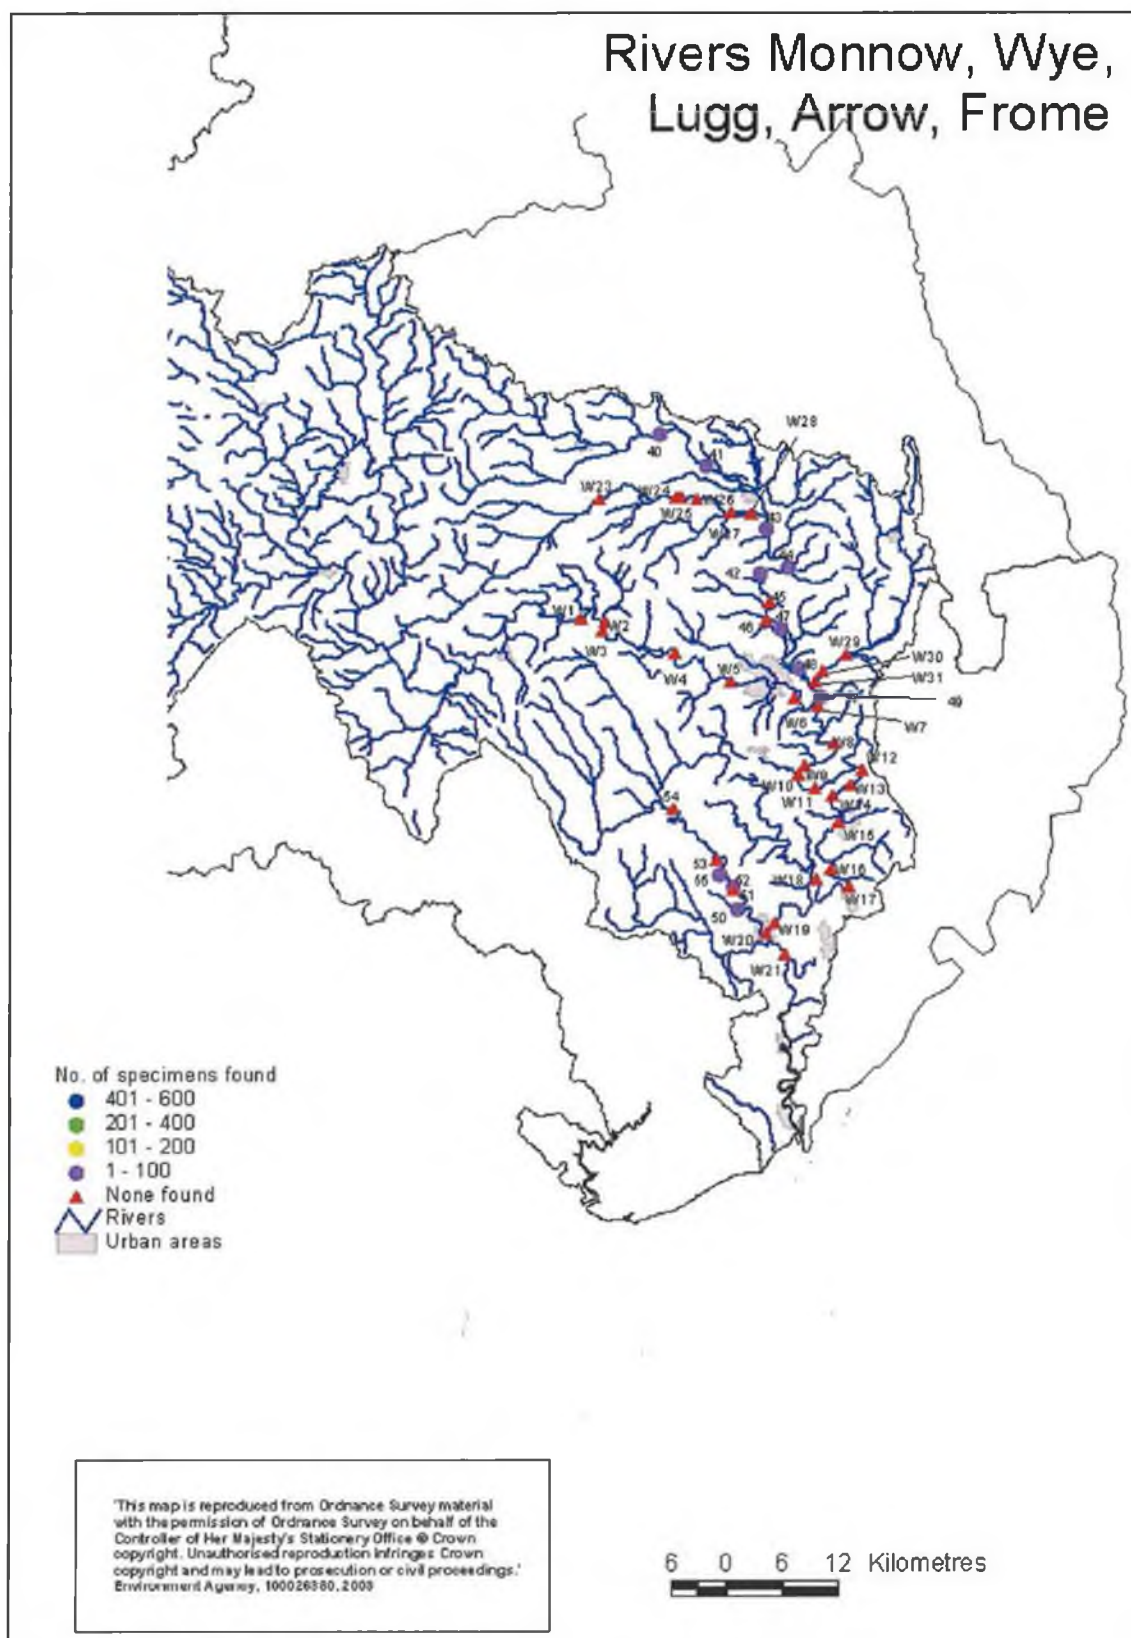 Rivers Monnow, Wye,
Lugg, Arrow, Frome
W28
40
41
W23
W24
W26
W25
W27
43
44
42
45
46
47
W1
W2
W3
W4
W5
48
W29
W30
W31
49
W6
W7
W8
W12
W9
W10
W11
W13
W14
W15
54
53
55
52
51
50
W16
W18
W17
W19
W20
W21
No. of specimens found
401 - 600
201 - 400
101 - 200
1 - 100
None found
Rivers
Urban areas
'This map is reproduced from Ordnance Survey material
with the permission of Ordnance Survey on behalf of the
Controller of Her Majesty's Stationery Office © Crown
copyright. Unauthorised reproduction infringes Crown
copyright and may lead to prosecution or civil proceedings.'
Environment Agency, 100026380, 2003
6 0 6 12 Kilometres